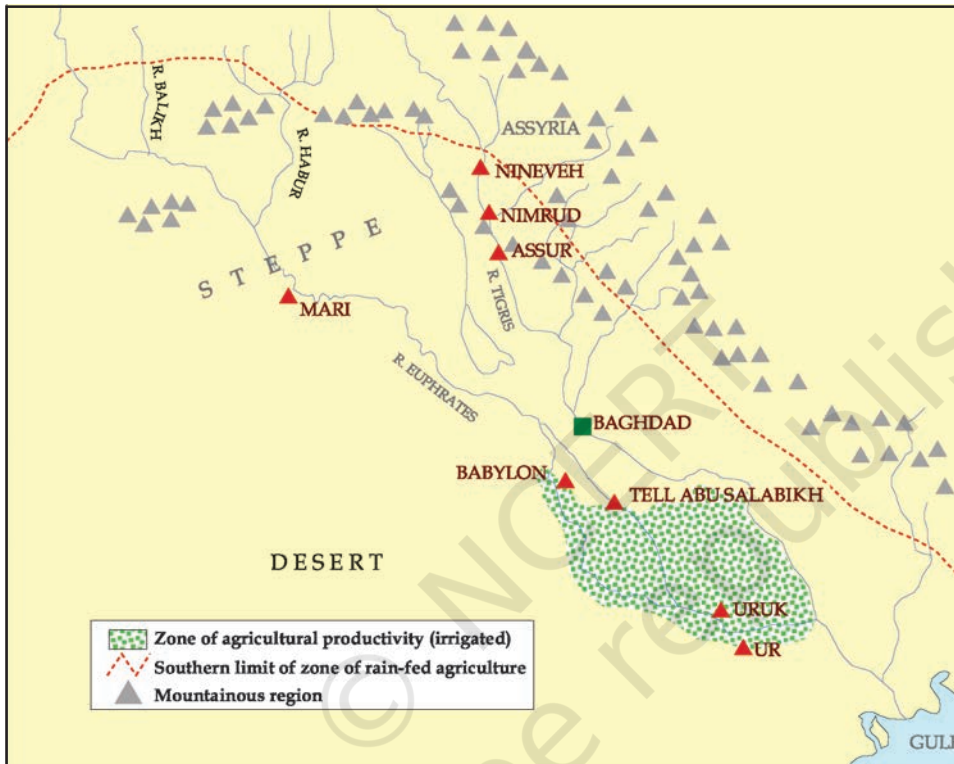 R. BALIKH
R. HABUR
ASSYRIA
NINEVEH
NIMRUD
ASSUR
STEPPE
MARI
R. TIGRIS
R. EUPHRATES
BAGHDAD
BABYLON
TELL ABU SALABIKH
DESERT
URUK
UR
Zone of agricultural productivity (irrigated)
Southern limit of zone of rain-fed agriculture
Mountainous region
© NCERT
republish